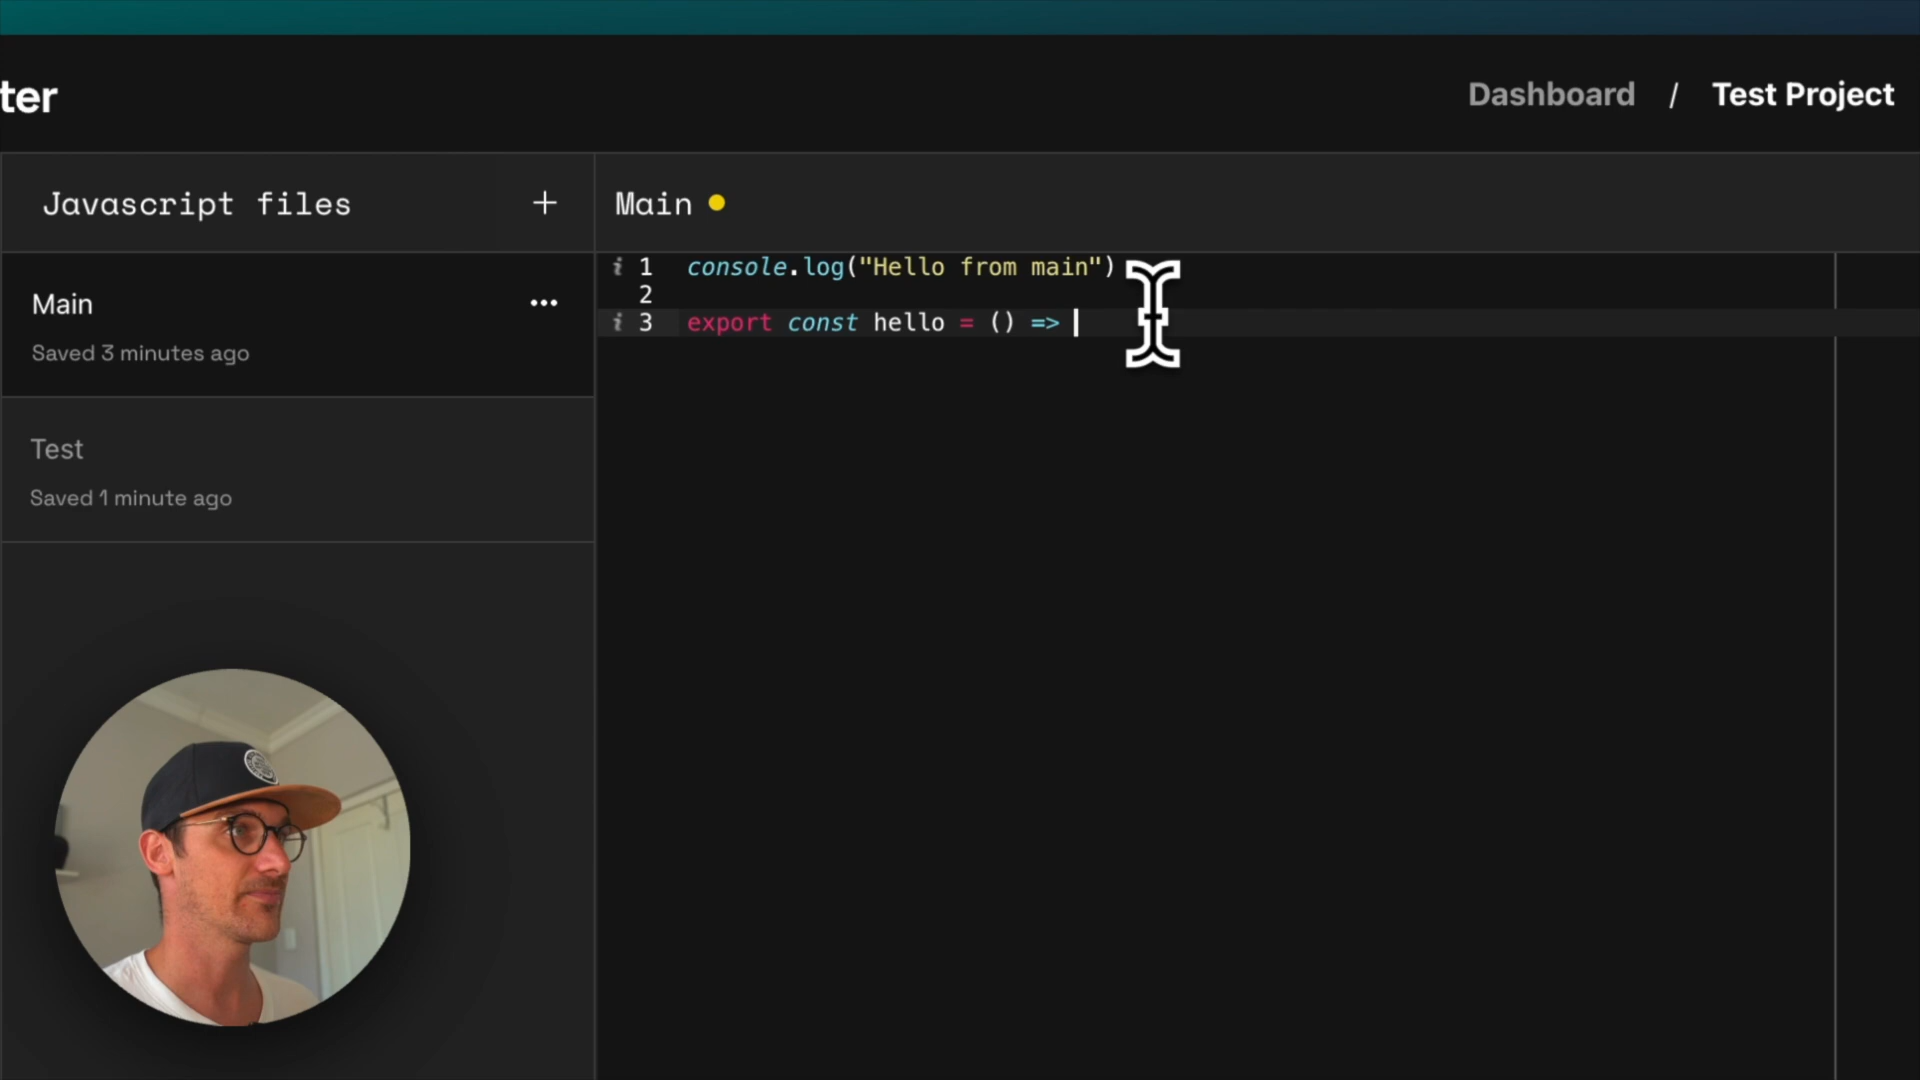 ter
Dashboard / Test Project
Javascript files +
Main
1 console.log("Hello from main")
2
3 export const hello = () =>
Main ...
Saved 3 minutes ago
Test
Saved 1 minute ago